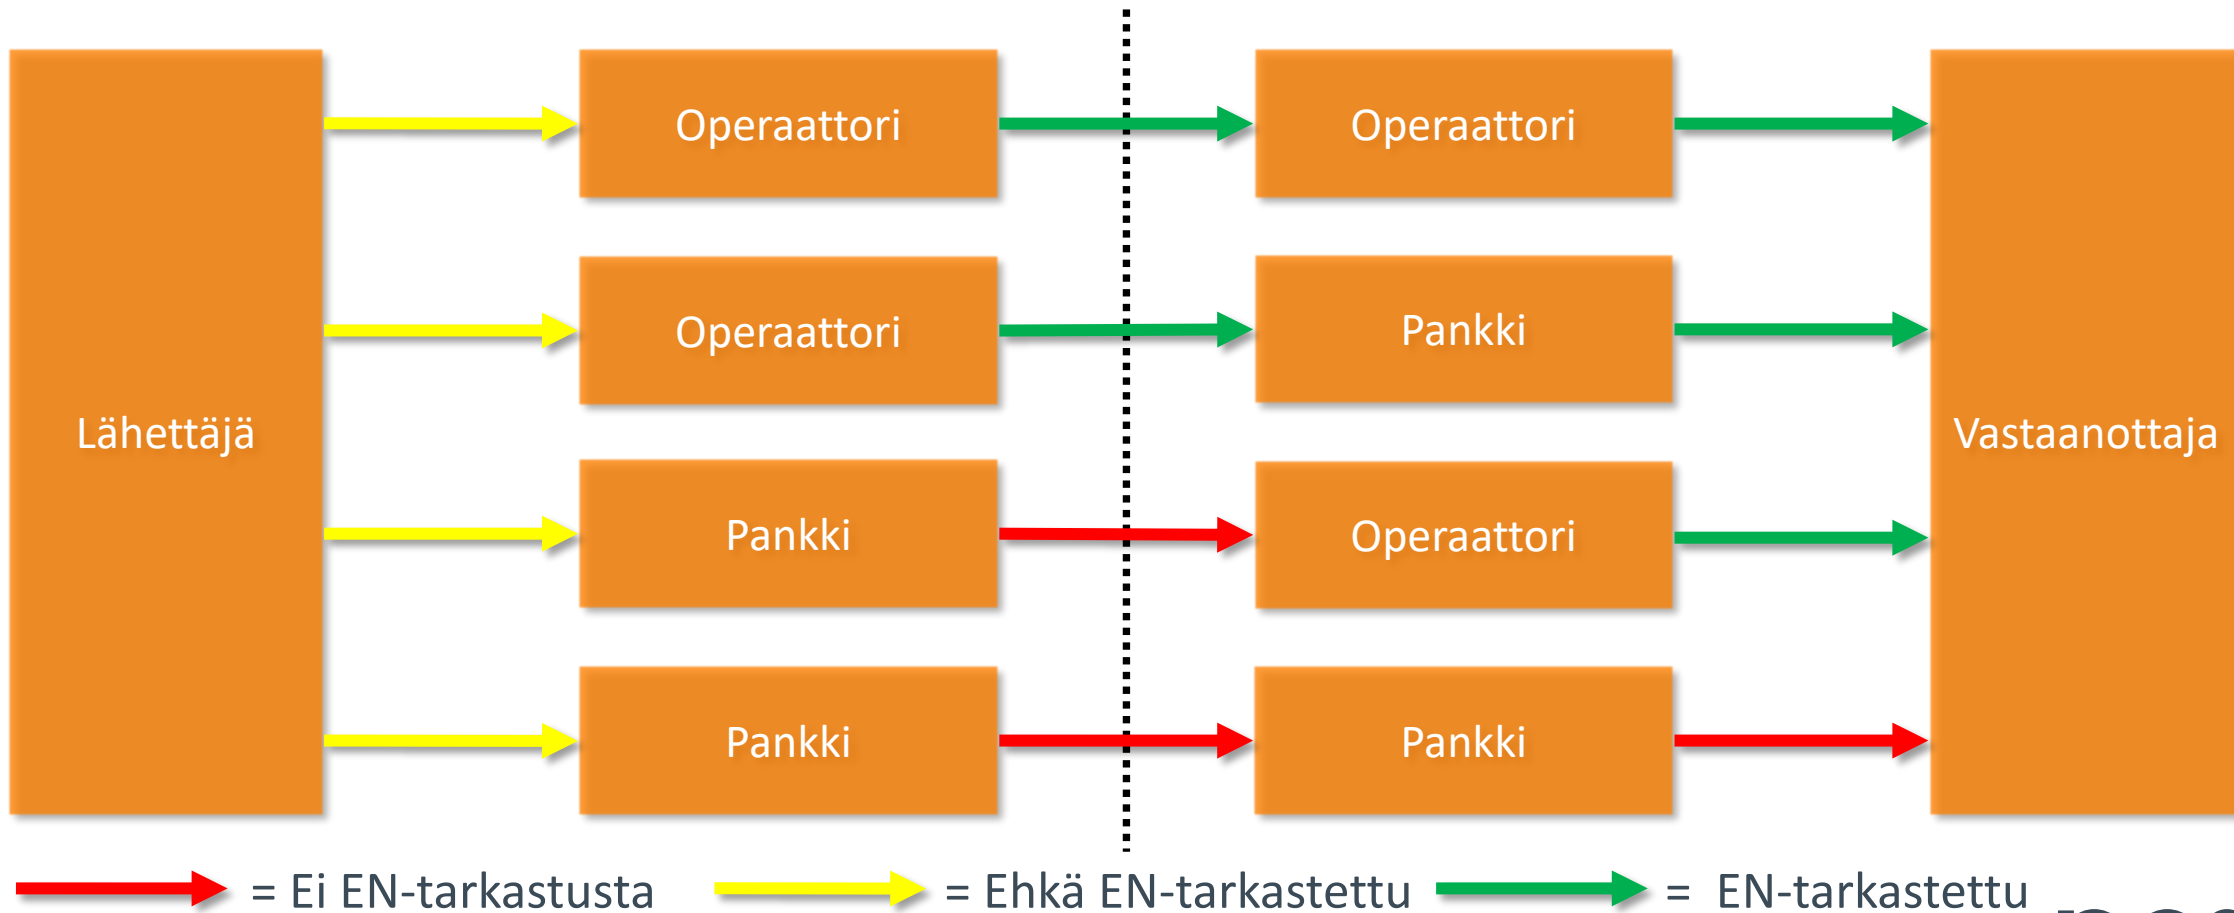 Operaattori
Operaattori
Operaattori
Pankki
Lähettäjä
Vastaanottaja
Pankki
Operaattori
Pankki
Pankki
= Ei EN-tarkastusta
= Ehkä EN-tarkastettu
= EN-tarkastettu